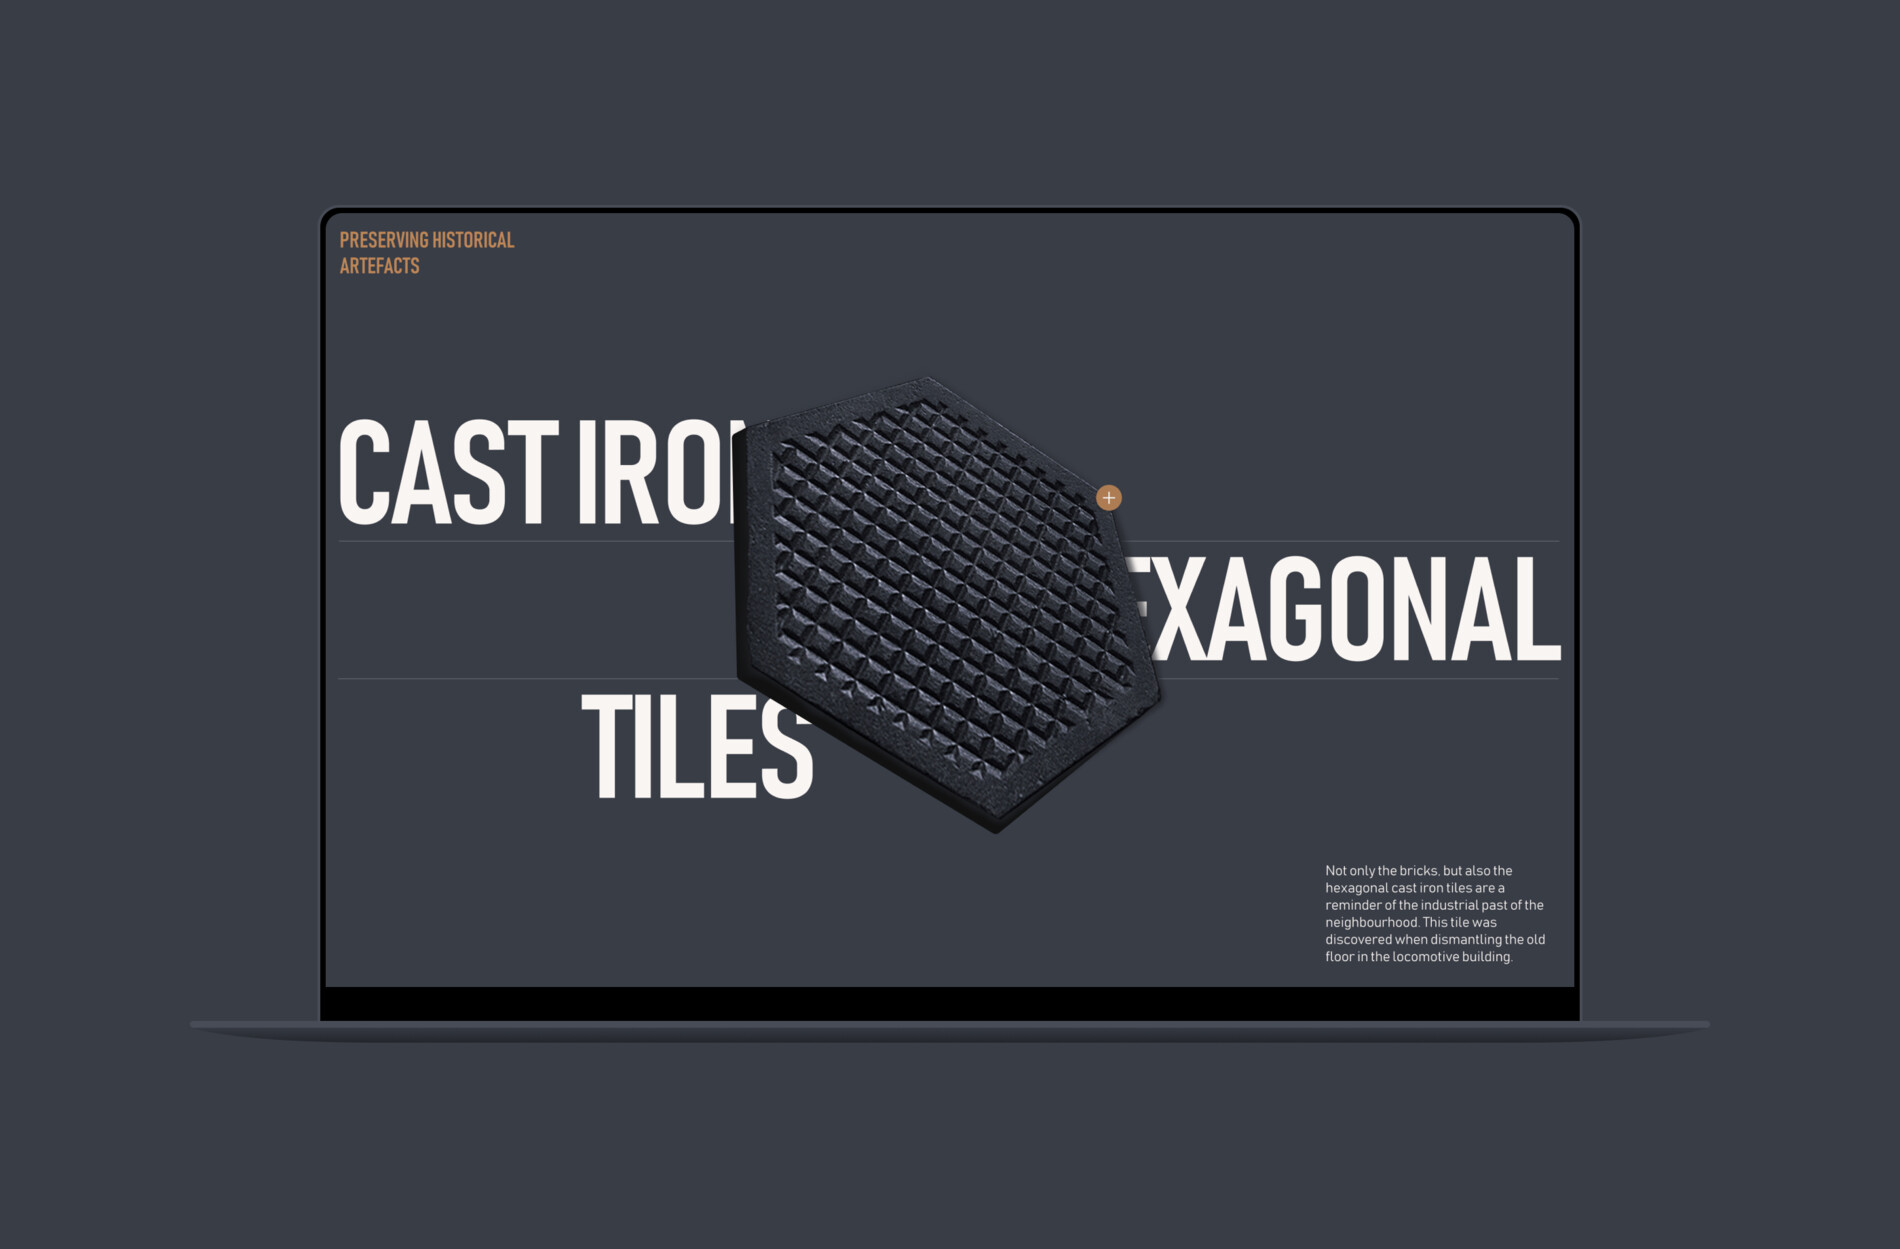 PRESERVING HISTORICAL
ARTEFACTS
CAST IRON
HEXAGONAL
TILES
Not only the bricks, but also the
hexagonal cast iron tiles are a
reminder of the industrial past of the
neighbourhood. This tile was
discovered when dismantling the old
floor in the locomotive building.